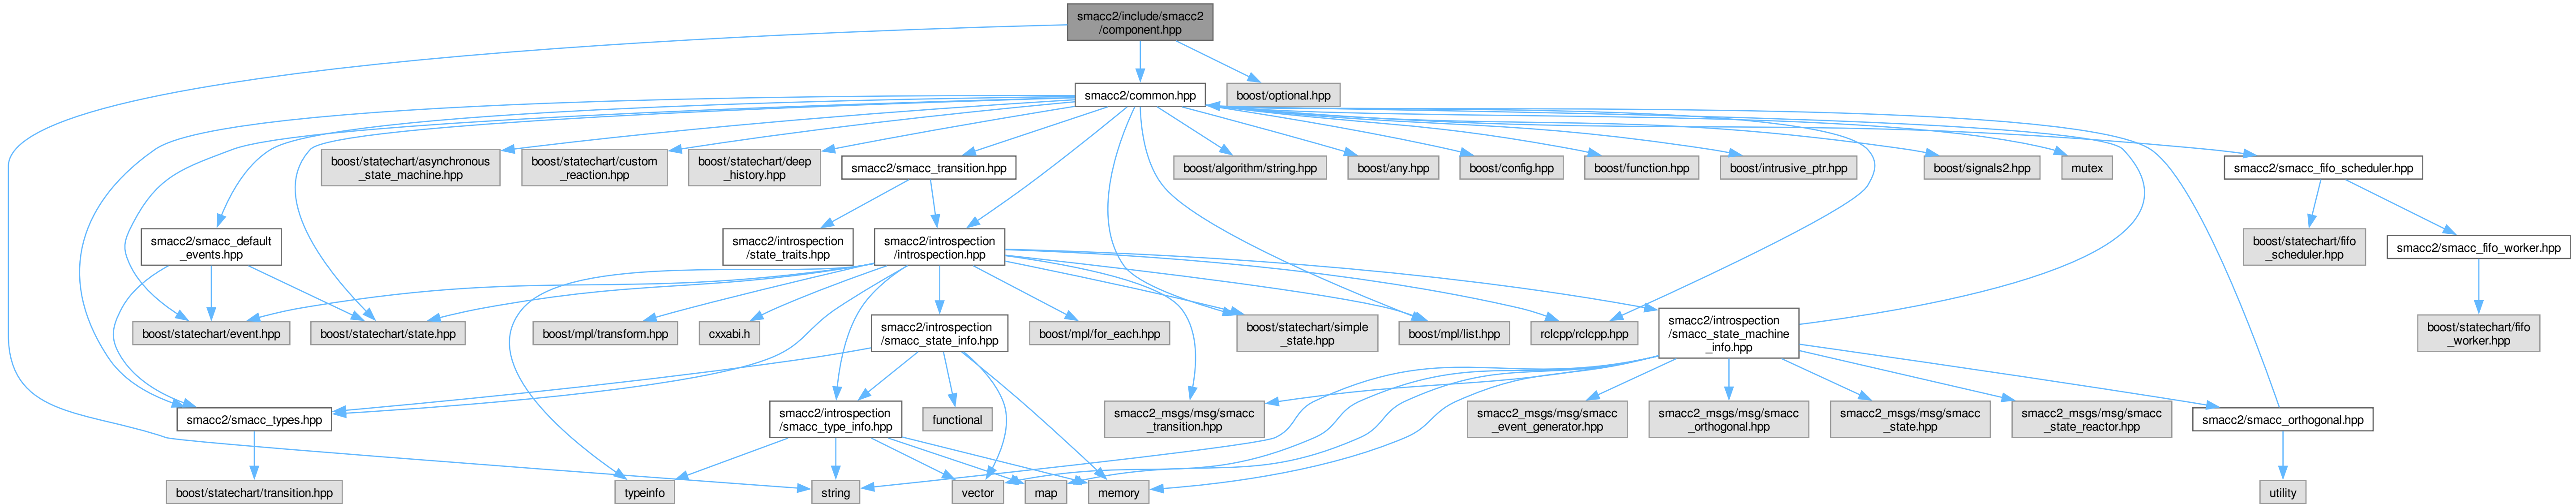 smacc2/include/smacc2
/component.hpp
smacc2/common.hpp
boost/optional.hpp
boost/statechart/asynchronous
_state_machine.hpp
boost/statechart/custom
_reaction.hpp
boost/statechart/deep
_history.hpp
smacc2/smacc_transition.hpp
boost/algorithm/string.hpp
boost/any.hpp
boost/config.hpp
boost/function.hpp
boost/intrusive_ptr.hpp
boost/signals2.hpp
mutex
smacc2/smacc_fifo_scheduler.hpp
smacc2/smacc_default
_events.hpp
smacc2/introspection
/state_traits.hpp
smacc2/introspection
/introspection.hpp
boost/statechart/fifo
_scheduler.hpp
smacc2/smacc_fifo_worker.hpp
boost/statechart/event.hpp
boost/statechart/state.hpp
boost/mpl/transform.hpp
cxxabi.h
smacc2/introspection
/smacc_state_info.hpp
boost/mpl/for_each.hpp
boost/statechart/simple
_state.hpp
boost/mpl/list.hpp
rclcpp/rclcpp.hpp
smacc2/introspection
/smacc_state_machine
_info.hpp
boost/statechart/fifo
_worker.hpp
smacc2/smacc_types.hpp
smacc2/introspection
/smacc_type_info.hpp
functional
smacc2_msgs/msg/smacc
_transition.hpp
smacc2_msgs/msg/smacc
_event_generator.hpp
smacc2_msgs/msg/smacc
_orthogonal.hpp
smacc2_msgs/msg/smacc
_state.hpp
smacc2_msgs/msg/smacc
_state_reactor.hpp
smacc2/smacc_orthogonal.hpp
boost/statechart/transition.hpp
typeinfo
string
vector
map
memory
utility